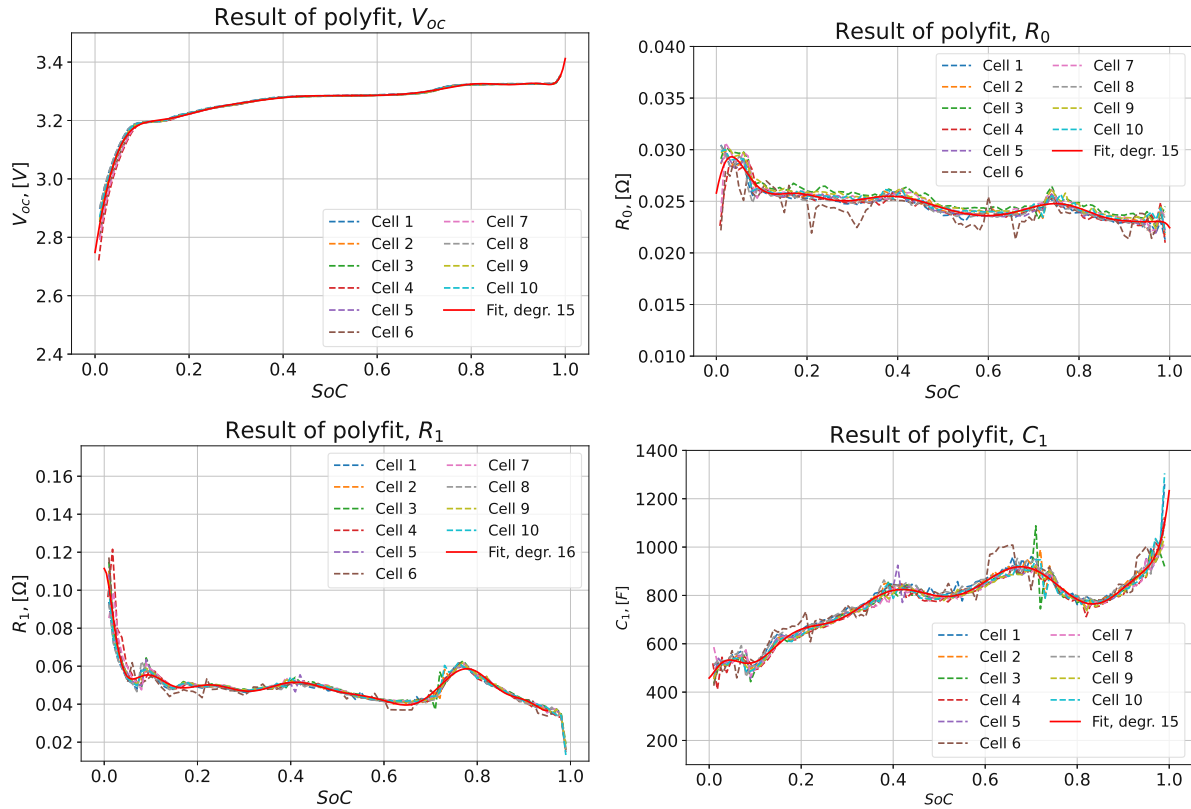 Result of polyfit, V_oc
3.4
3.2
3.0
2.8
2.6
2.4
V_oc, [V]
0.0 0.2 0.4 0.6 0.8 1.0
SoC
Cell 1 Cell 7
Cell 2 Cell 8
Cell 3 Cell 9
Cell 4 Cell 10
Cell 5 Fit, degr. 15
Cell 6
Result of polyfit, R_0
0.040
0.035
0.030
0.025
0.020
0.015
0.010
R_0, [Ω]
0.0 0.2 0.4 0.6 0.8 1.0
SoC
Cell 1 Cell 7
Cell 2 Cell 8
Cell 3 Cell 9
Cell 4 Cell 10
Cell 5 Fit, degr. 15
Cell 6
Result of polyfit, R_1
0.16
0.14
0.12
0.10
0.08
0.06
0.04
0.02
R_1, [Ω]
0.0 0.2 0.4 0.6 0.8 1.0
SoC
Cell 1 Cell 7
Cell 2 Cell 8
Cell 3 Cell 9
Cell 4 Cell 10
Cell 5 Fit, degr. 16
Cell 6
Result of polyfit, C_1
1400
1200
1000
800
600
400
200
C_1, [F]
0.0 0.2 0.4 0.6 0.8 1.0
SoC
Cell 1 Cell 7
Cell 2 Cell 8
Cell 3 Cell 9
Cell 4 Cell 10
Cell 5 Fit, degr. 15
Cell 6